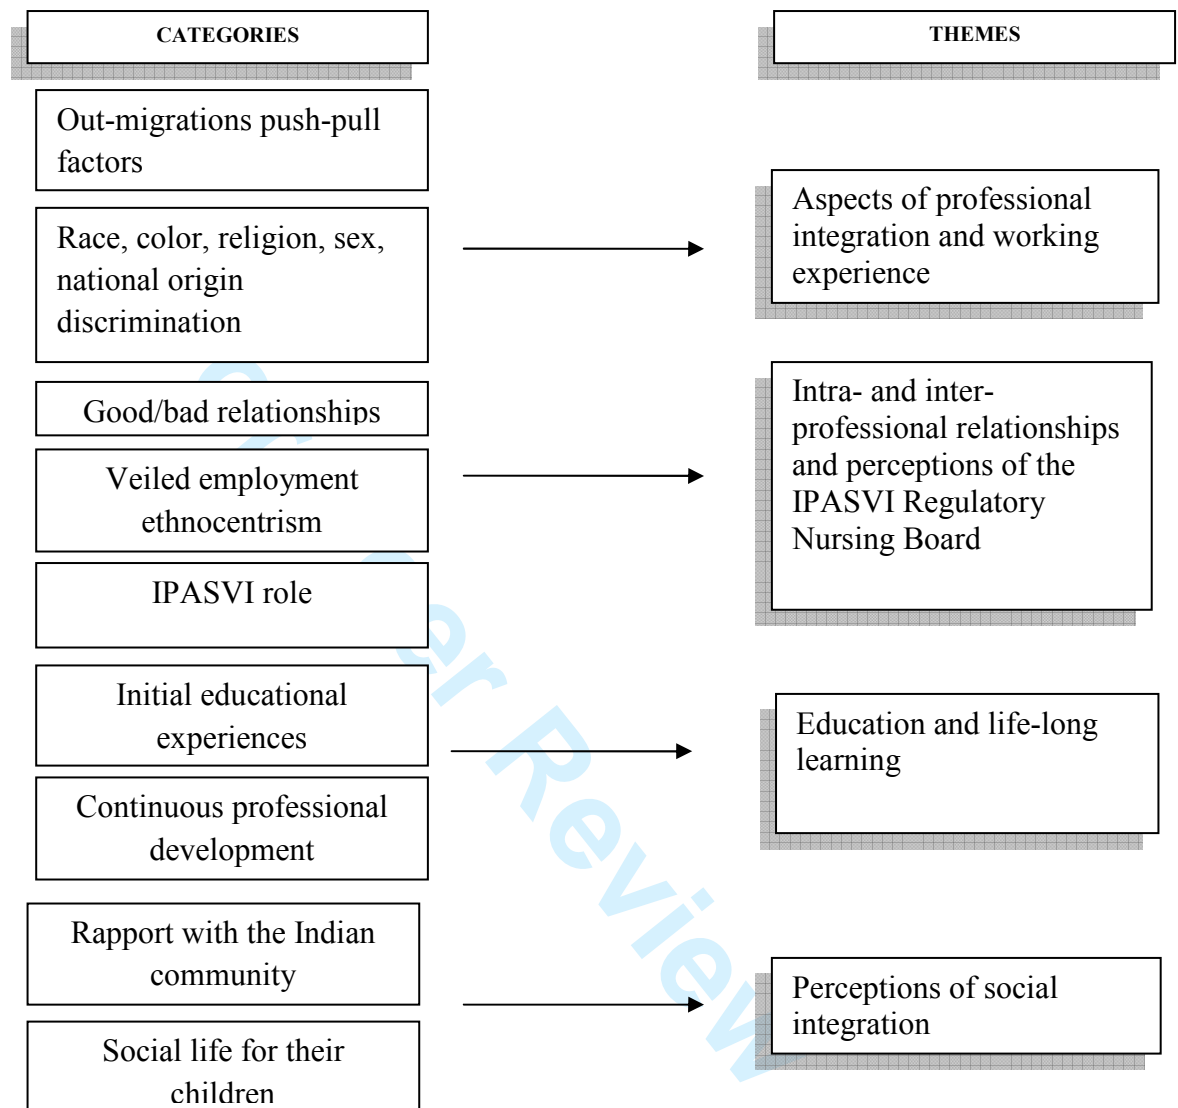 CATEGORIES
THEMES
Out-migrations push-pull
factors
Race, color, religion, sex,
national origin
discrimination
Aspects of professional
integration and working
experience
Good/bad relationships
Veiled employment
ethnocentrism
IPASVI role
Intra- and inter-
professional relationships
and perceptions of the
IPASVI Regulatory
Nursing Board
Initial educational
experiences
Continuous professional
development
Education and life-long
learning
Rapport with the Indian
community
Social life for their
children
Perceptions of social
integration
Review